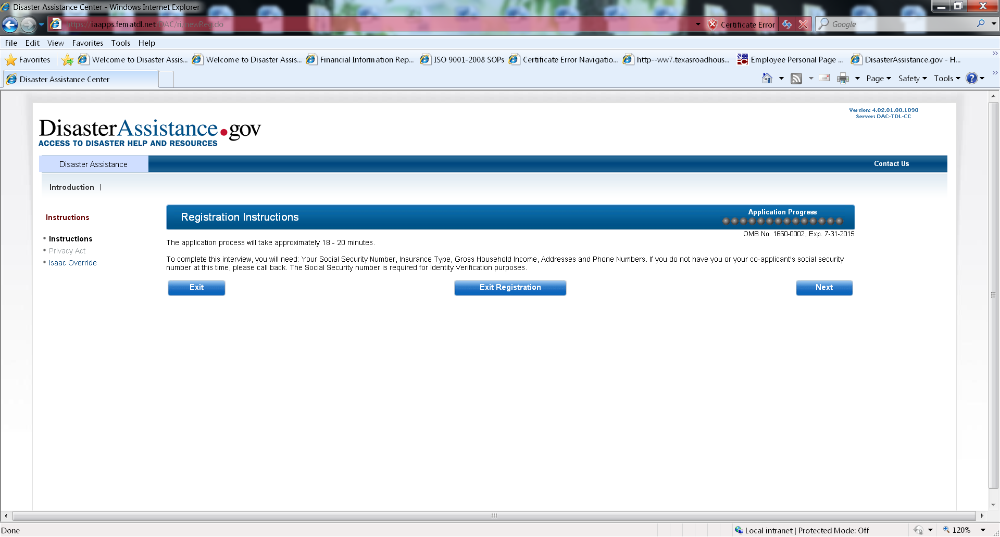 Disaster Assistance Center - Windows Internet Explorer
https://iaapps.fematdl.net/DAC/ri/newReg.do
Certificate Error
Google
File Edit View Favorites Tools Help
Favorites Welcome to Disaster Assis... Welcome to Disaster Assis... Financial Information Rep... ISO 9001-2008 SOPs Certificate Error Navigatio... http--ww7.texasroadhous... Employee Personal Page ... DisasterAssistance.gov - H...
Disaster Assistance Center
Page Safety Tools
Version: 4.02.01.00.1090
Server: DAC-TDL-CC
DisasterAssistance.gov
ACCESS TO DISASTER HELP AND RESOURCES
Disaster Assistance
Contact Us
Introduction |
Instructions
Instructions
Privacy Act
Isaac Override
Registration Instructions
Application Progress
OMB No. 1660-0002, Exp. 7-31-2015
The application process will take approximately 18 - 20 minutes.
To complete this interview, you will need: Your Social Security Number, Insurance Type, Gross Household Income, Addresses and Phone Numbers. If you do not have you or your co-applicant's social security
number at this time, please call back. The Social Security number is required for Identity Verification purposes.
Exit
Exit Registration
Next
Done
Local intranet | Protected Mode: Off
120%